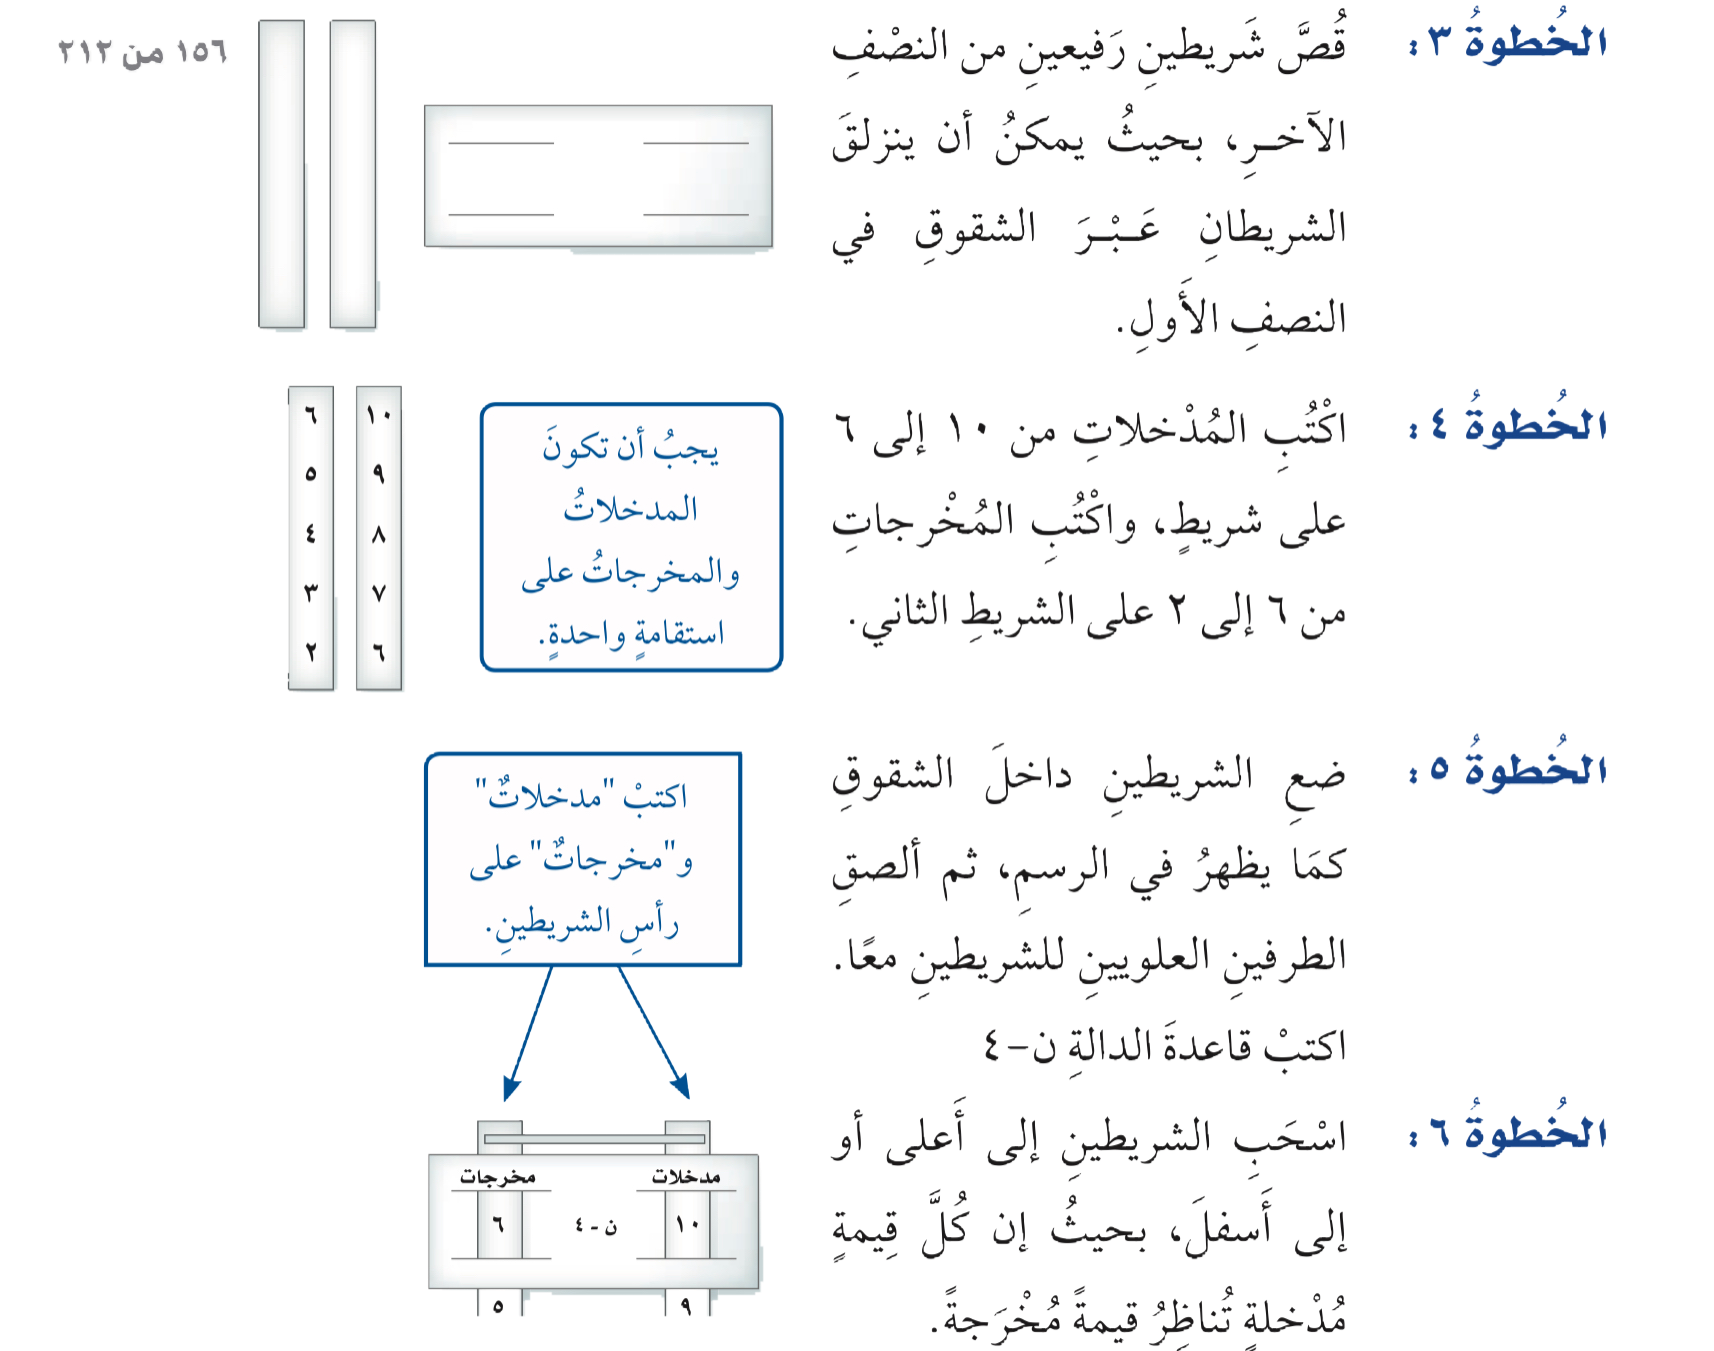 ١٥٦ من ٢١٢
الخُطوةُ ٣:
قُصَّ شَريطينِ رَفيعينِ من النصْفِ
الآخـرِ، بحيثُ يمكنُ أن ينزلقَ
الشريطانِ عَـبْـرَ الشقوقِ في
النصفِ الأَولِ.
الخُطوةُ ٤:
اكْتُبِ المُدْخلاتِ من ١٠ إلى ٦
على شريطٍ، واكْتُبِ المُخْرجاتِ
من ٦ إلى ٢ على الشريطِ الثاني.
يجبُ أن تكونَ
المدخلاتُ
والمخرجاتُ على
استقامةٍ واحدةٍ.
١٠ ٦
٩ ٥
٨ ٤
٧ ٣
٦ ٢
الخُطوةُ ٥:
ضعِ الشريطينِ داخلَ الشقوقِ
كمَا يظهرُ في الرسمِ، ثم ألصقِ
الطرفينِ العلويينِ للشريطينِ معًا.
اكتبْ قاعدةَ الدالةِ ن-٤
اكتبْ "مدخلاتٌ"
و"مخرجاتٌ" على
رأسِ الشريطينِ.
الخُطوةُ ٦:
اسْحَبِ الشريطينِ إلى أَعلى أو
إلى أَسفلَ، بحيثُ إن كُلَّ قِيمةٍ
مُدْخلةٍ تُناظِرُ قيمةً مُخْرَجةً.
مدخلات مخرجات
١٠ ن-٤ ٦
٩ ٥